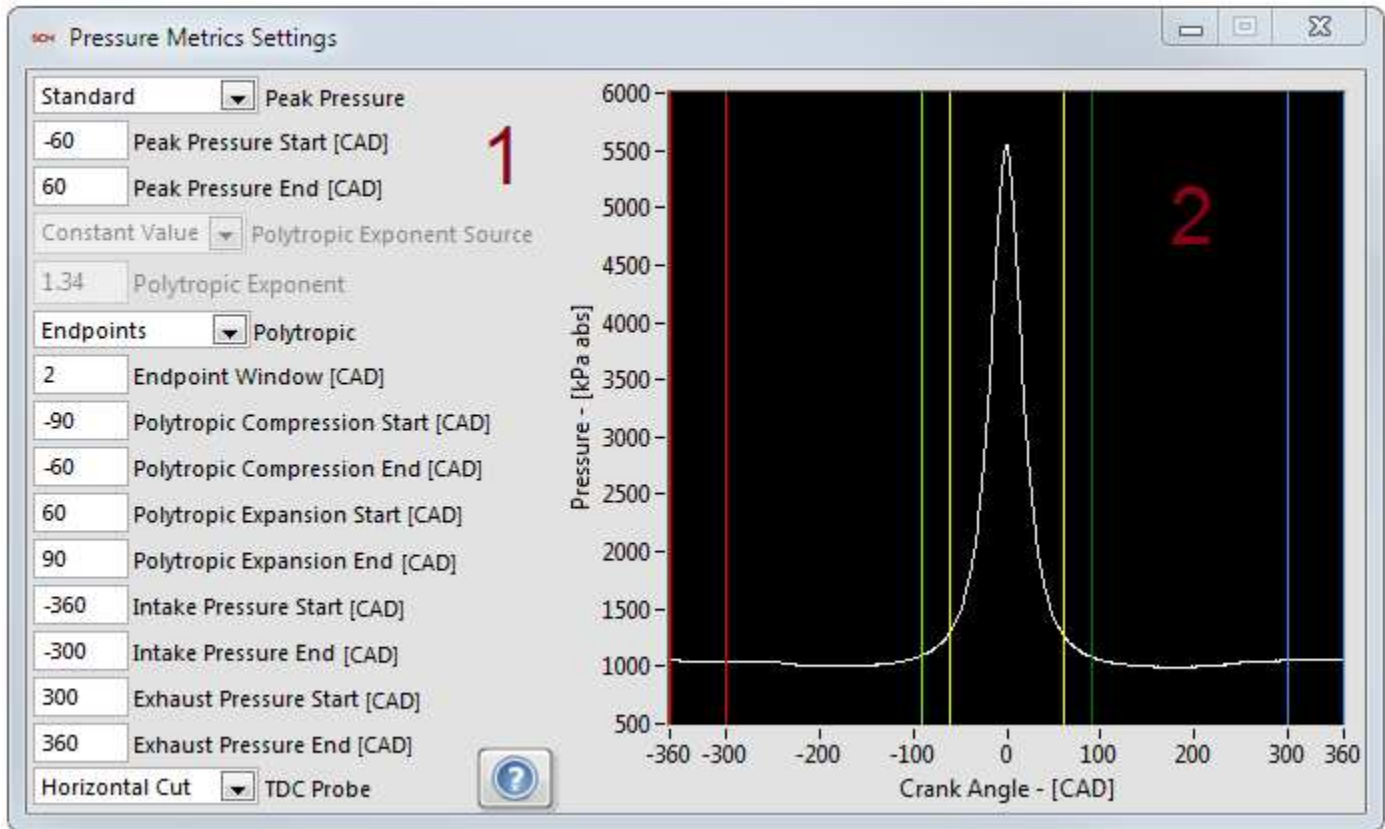 SCH Pressure Metrics Settings
Standard Peak Pressure
-60 Peak Pressure Start [CAD]
60 Peak Pressure End [CAD]
Constant Value Polytropic Exponent Source
1.34 Polytropic Exponent
Endpoints Polytropic
2 Endpoint Window [CAD]
-90 Polytropic Compression Start [CAD]
-60 Polytropic Compression End [CAD]
60 Polytropic Expansion Start [CAD]
90 Polytropic Expansion End [CAD]
-360 Intake Pressure Start [CAD]
-300 Intake Pressure End [CAD]
300 Exhaust Pressure Start [CAD]
360 Exhaust Pressure End [CAD]
Horizontal Cut TDC Probe
?
1
2
Pressure - [kPa abs]
6000
5500
5000
4500
4000
3500
3000
2500
2000
1500
1000
500
-360 -300 -200 -100 0 100 200 300 360
Crank Angle - [CAD]